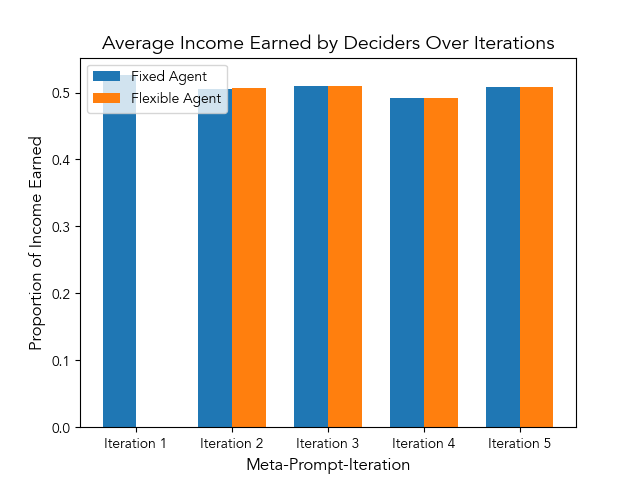 Average Income Earned by Deciders Over Iterations
Fixed Agent
Flexible Agent
Proportion of Income Earned
0.5
0.4
0.3
0.2
0.1
0.0
Iteration 1
Iteration 2
Iteration 3
Iteration 4
Iteration 5
Meta-Prompt-Iteration